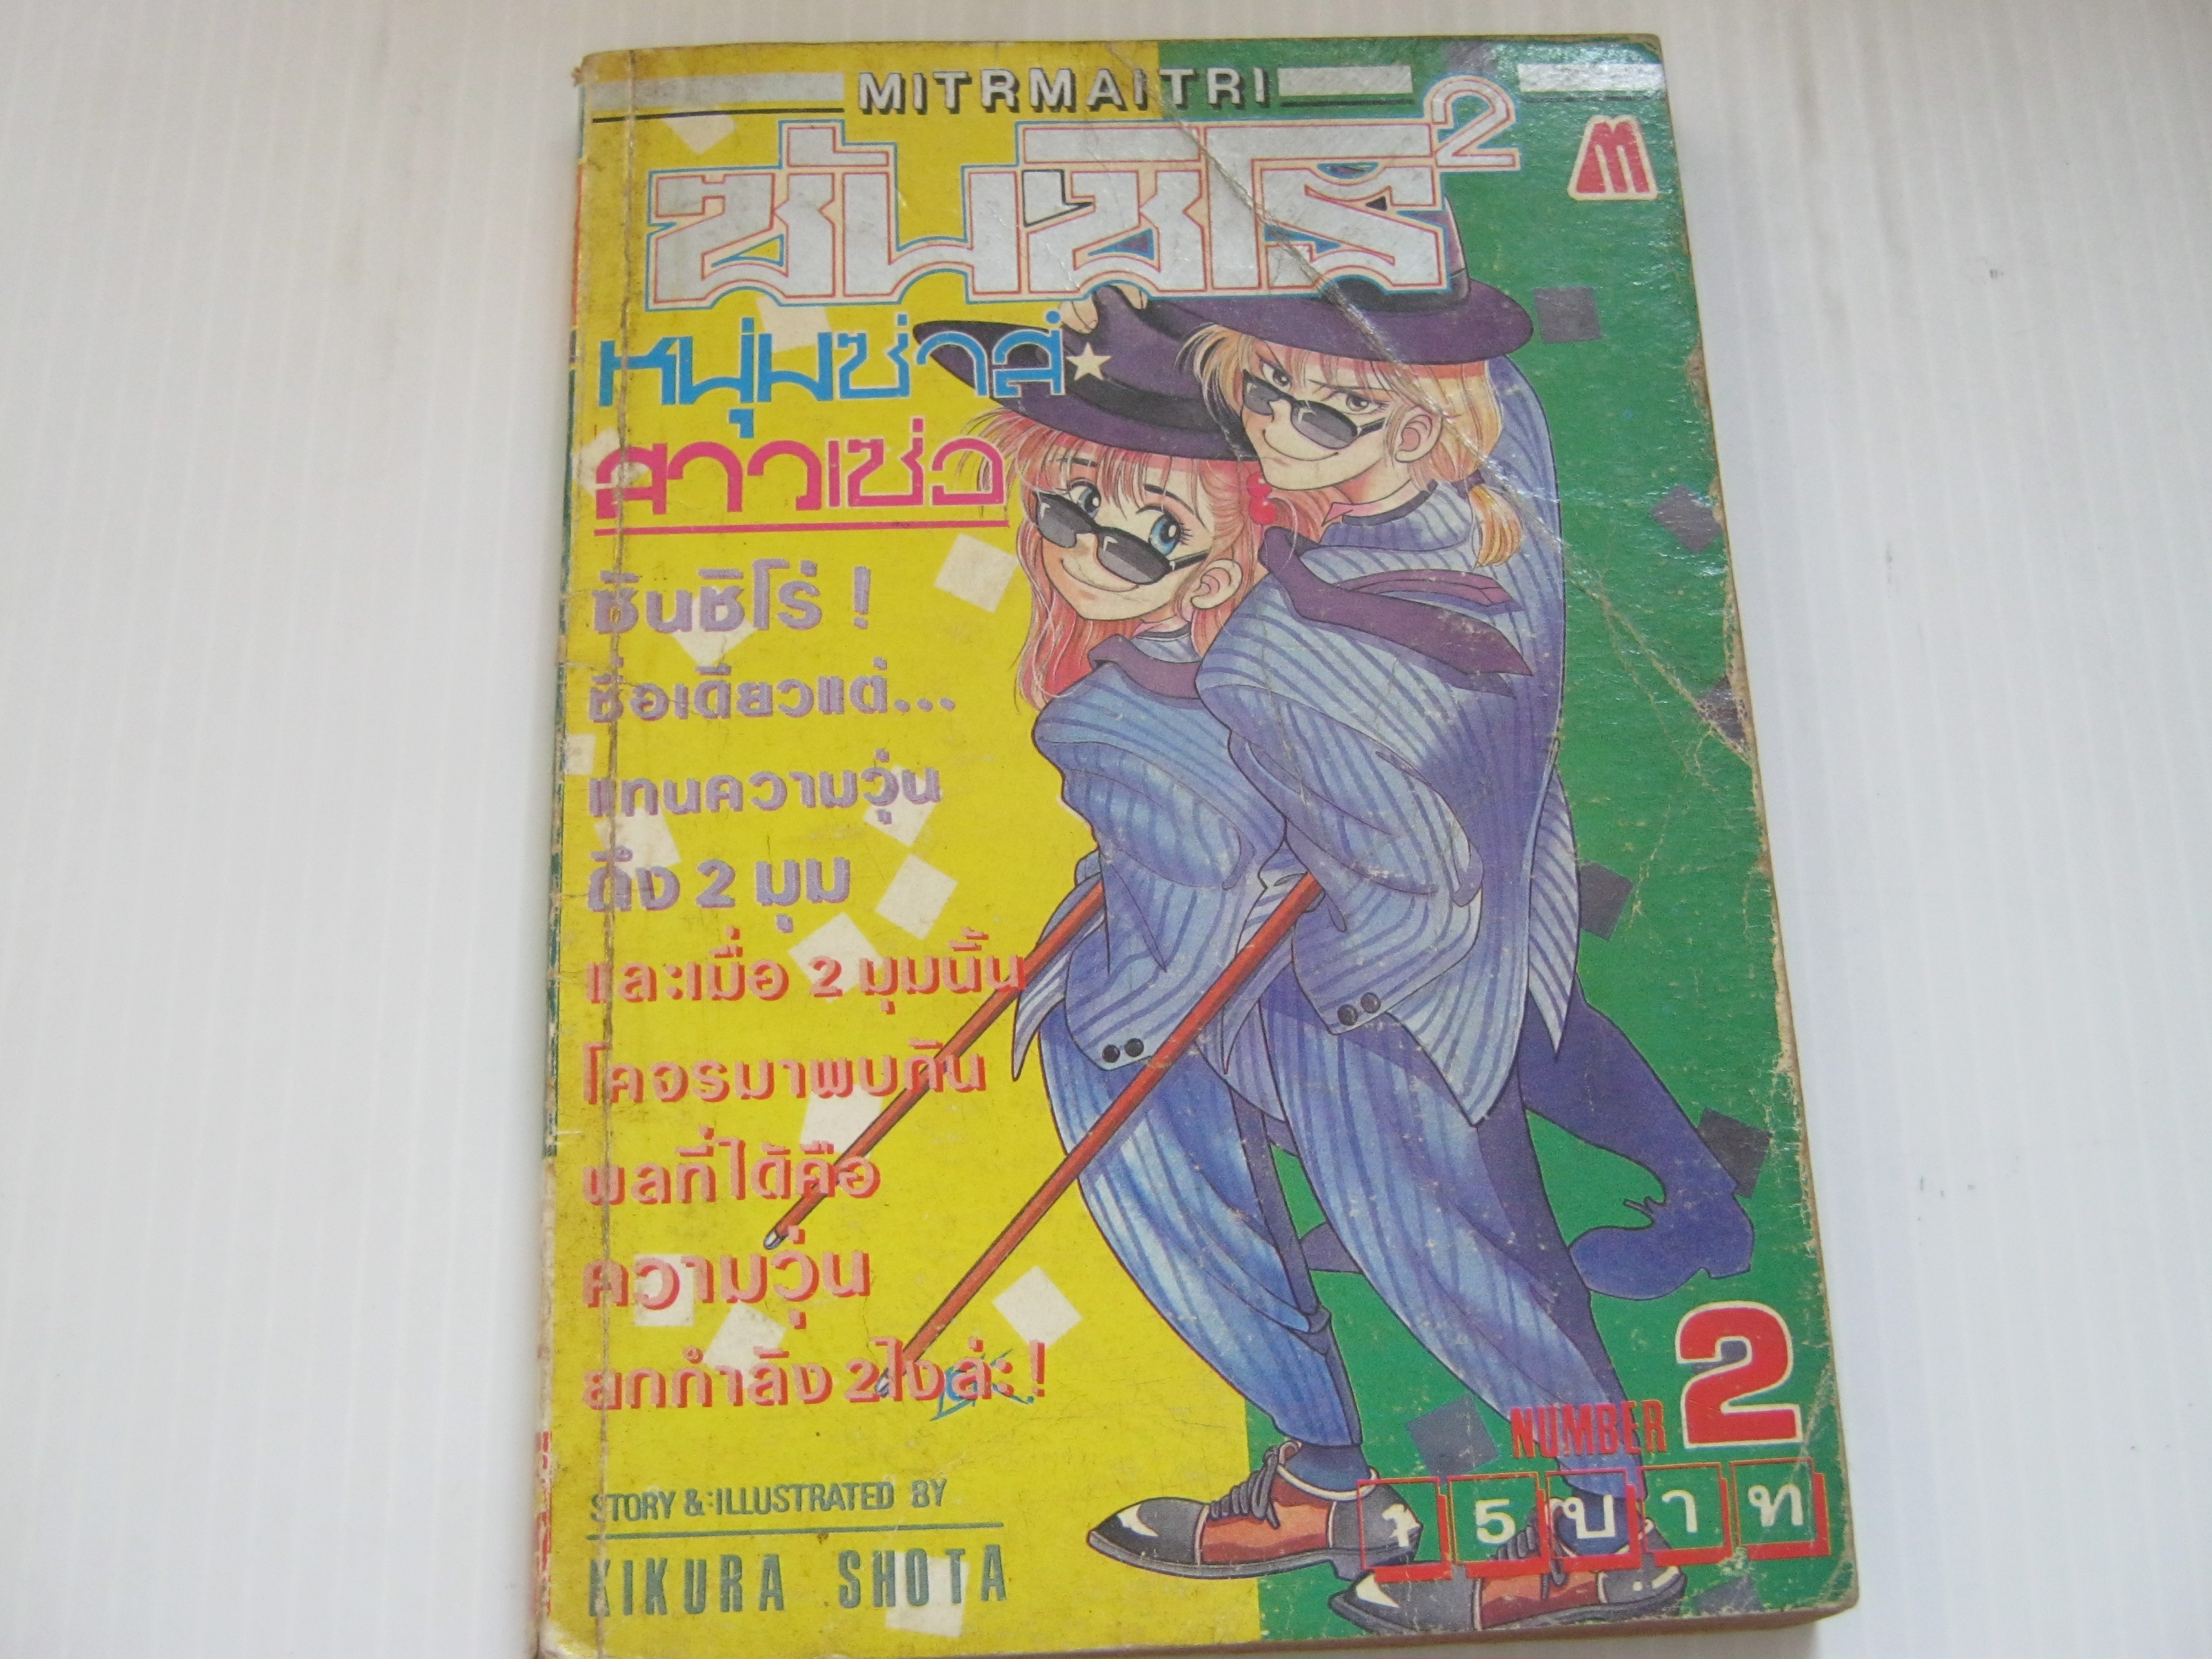 MITRMAITRI
ซันชิโร่2
M
หนุ่มซ่าส์
สาวเซ่อ
ซันชิโร่ !
ชื่อเดียวแต่...
แทนความวุ่น
ถึง 2 มุม
และเมื่อ 2 มุมนั้น
โคจรมาพบกัน
ผลที่ได้คือ
ความวุ่น
ยกกำลัง 2 ไงล่ะ !
STORY & ILLUSTRATED BY
KIKURA SHOTA
NUMBER 2
15 บาท